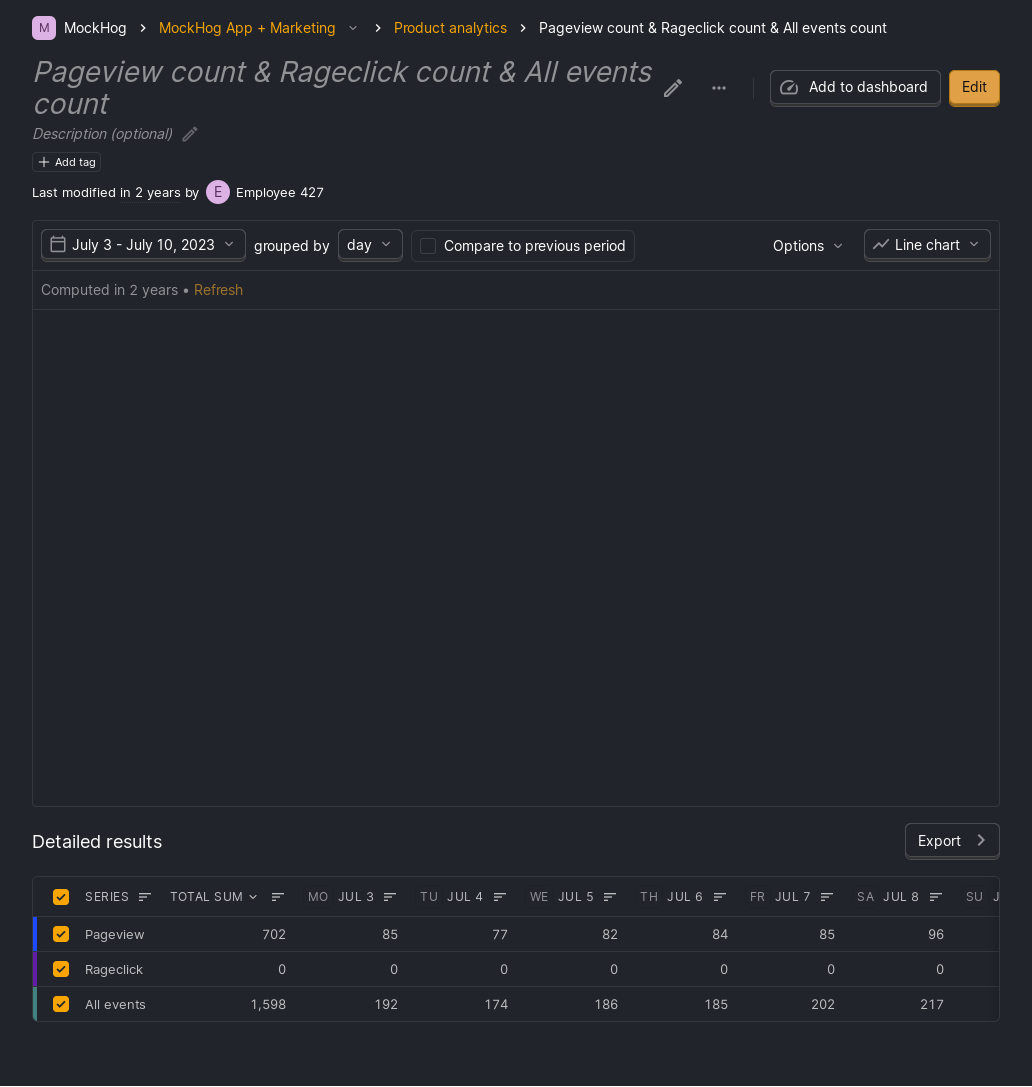 M MockHog MockHog App + Marketing Product analytics Pageview count & Rageclick count & All events count
Pageview count & Rageclick count & All events
count
Add to dashboard Edit
Description (optional)
Add tag
Last modified in 2 years by E Employee 427
July 3 - July 10, 2023 grouped by day Compare to previous period Options Line chart
Computed in 2 years • Refresh
Detailed results Export
SERIES TOTAL SUM MO JUL 3 TU JUL 4 WE JUL 5 TH JUL 6 FR JUL 7 SA JUL 8 SU
Pageview 702 85 77 82 84 85 96
Rageclick 0 0 0 0 0 0 0
All events 1,598 192 174 186 185 202 217